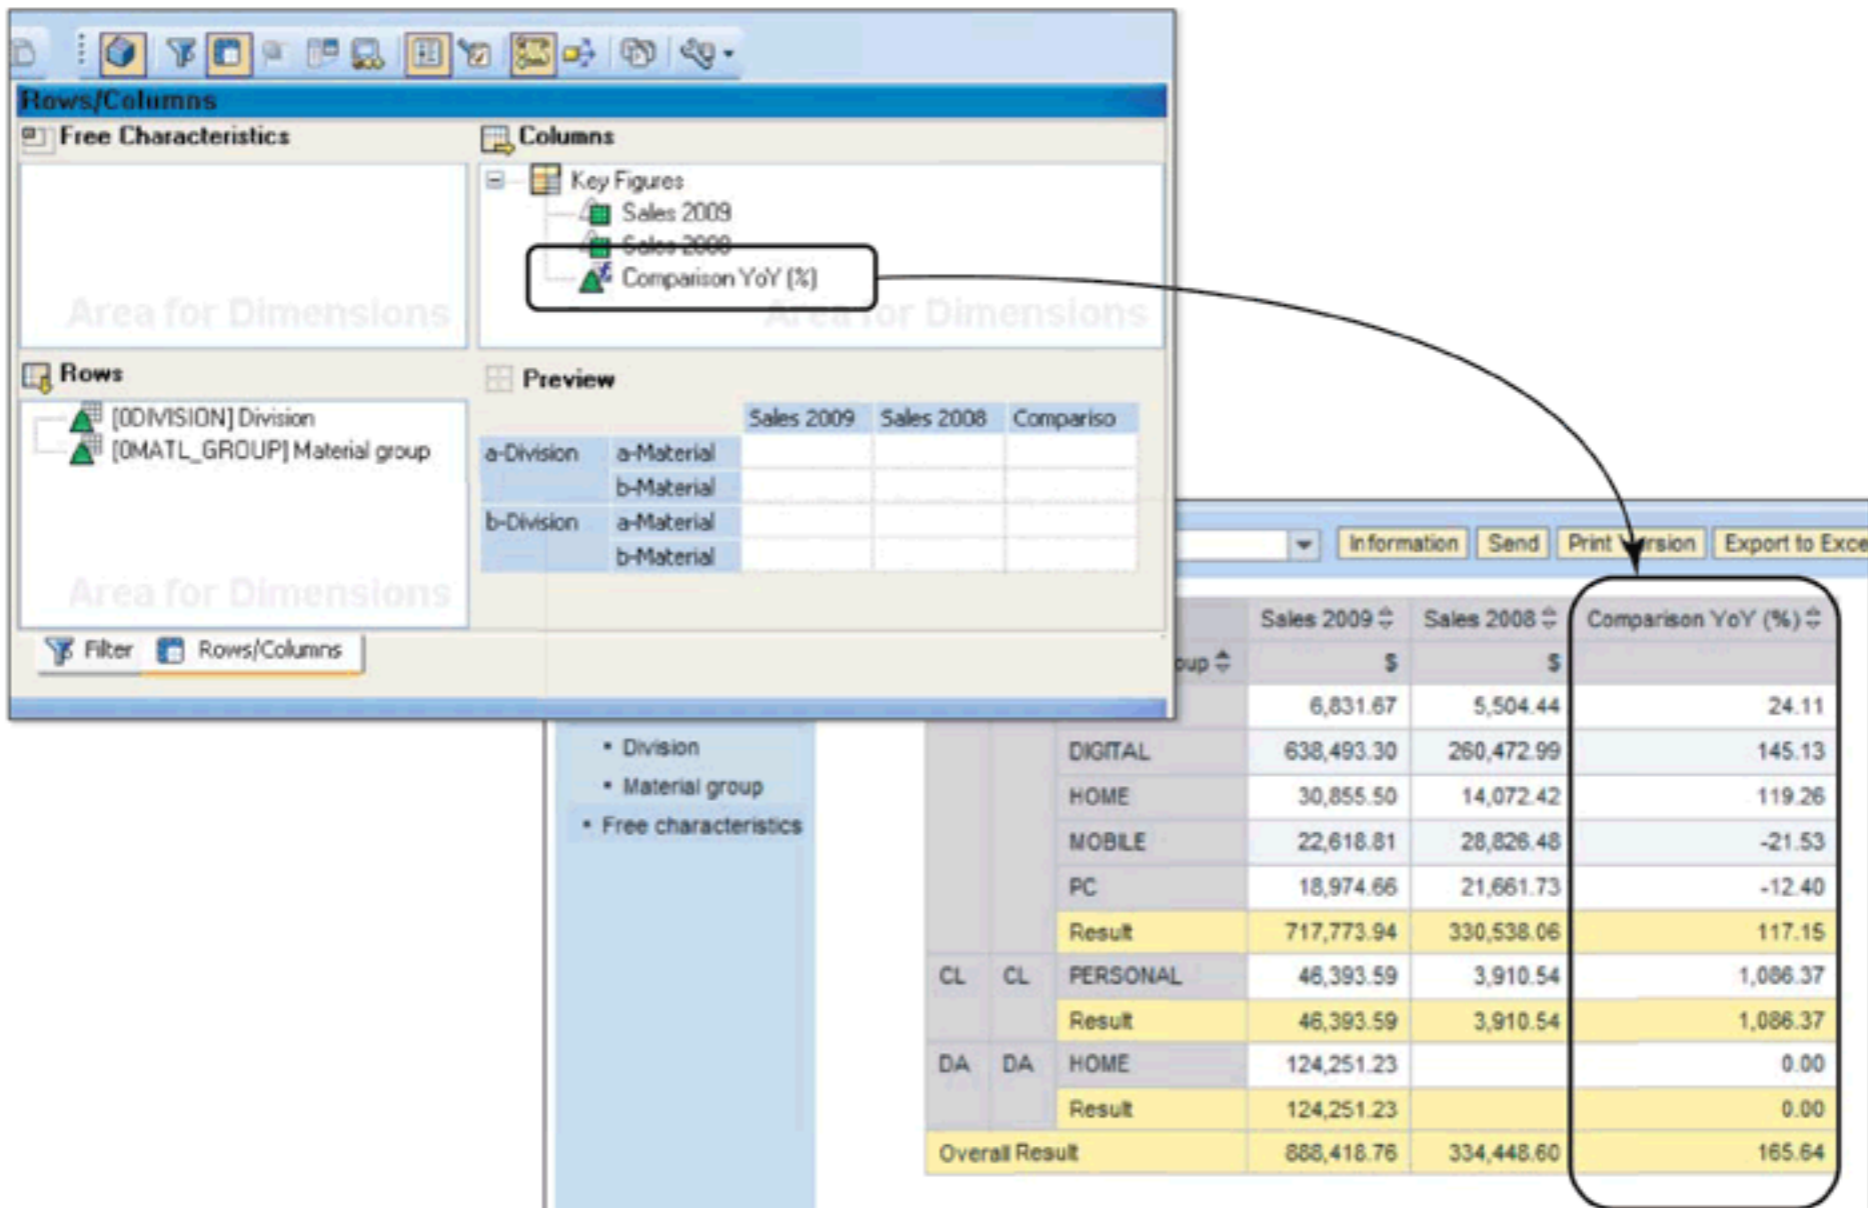 Rows/Columns
Free Characteristics
Columns
Key Figures
Sales 2009
Sales 2008
Comparison YoY (%)
Area for Dimensions
Area for Dimensions
Rows
[0DIVISION] Division
[0MATL_GROUP] Material group
Area for Dimensions
Preview
Sales 2009 Sales 2008 Compariso
a-Division a-Material
b-Material
b-Division a-Material
b-Material
Filter Rows/Columns
Information Send Print Version Export to Exce
Division
Material group
Free characteristics
Sales 2009 Sales 2008 Comparison YoY (%)
oup $ $
6,831.67 5,504.44 24.11
DIGITAL 638,493.30 260,472.99 145.13
HOME 30,855.50 14,072.42 119.26
MOBILE 22,618.81 28,826.48 -21.53
PC 18,974.66 21,661.73 -12.40
Result 717,773.94 330,538.06 117.15
CL CL PERSONAL 46,393.59 3,910.54 1,086.37
Result 46,393.59 3,910.54 1,086.37
DA DA HOME 124,251.23 0.00
Result 124,251.23 0.00
Overall Result 888,418.76 334,448.60 165.64